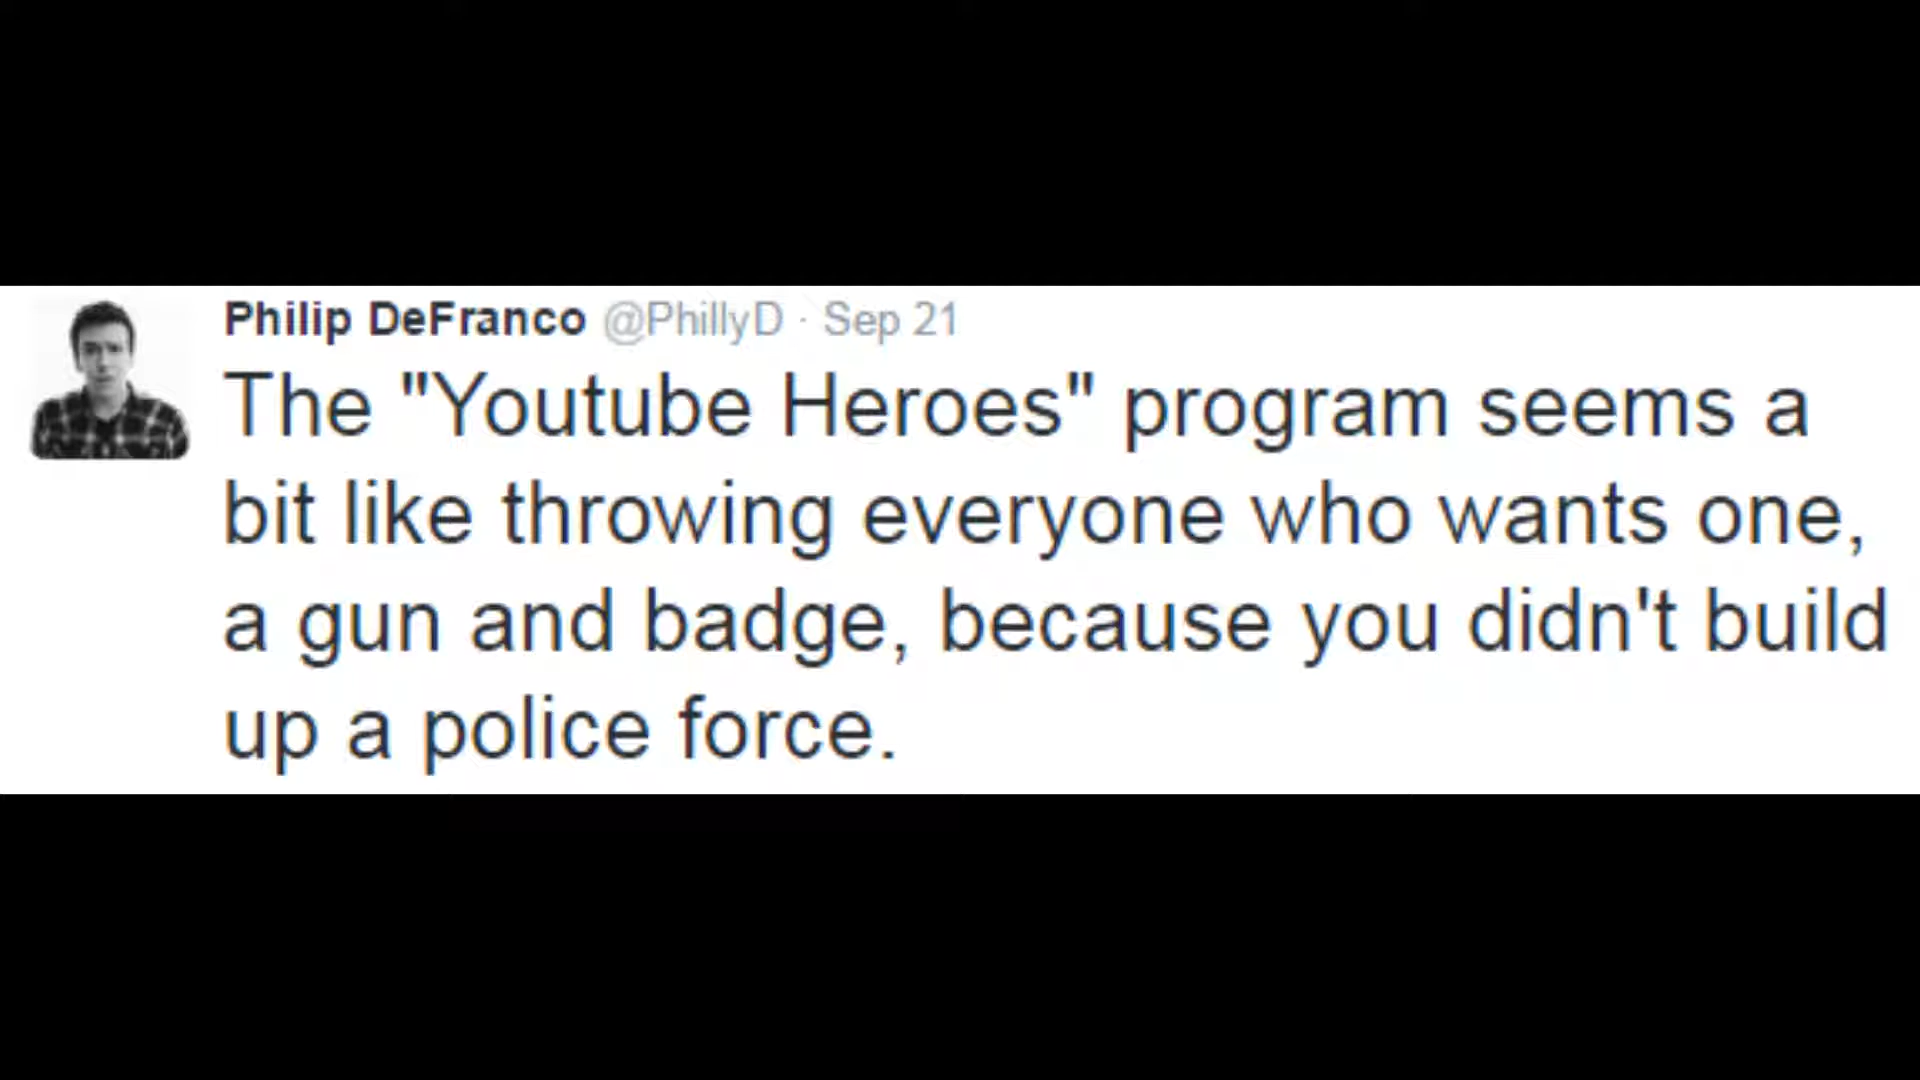 Philip DeFranco @PhillyD · Sep 21
The "Youtube Heroes" program seems a
bit like throwing everyone who wants one,
a gun and badge, because you didn't build
up a police force.